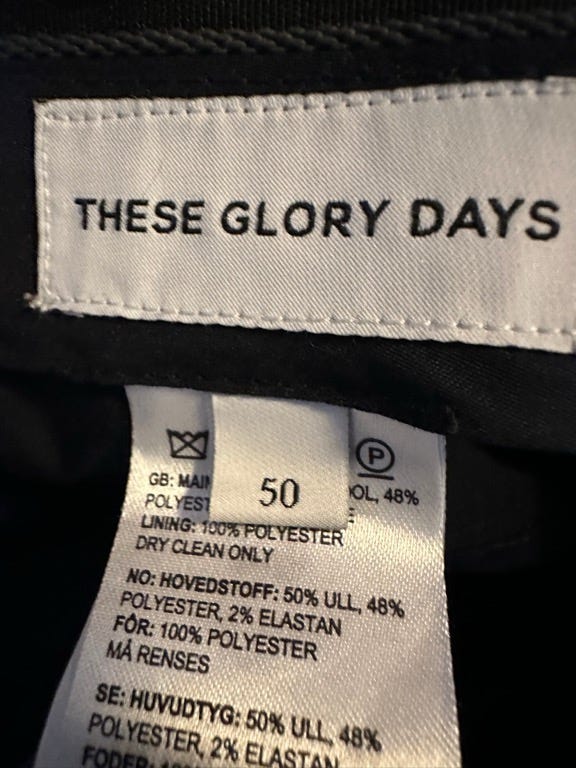 THESE GLORY DAYS
P
50
GB: MAIN OOL, 48%
POLYEST E
LINING: 100% POLYESTER
DRY CLEAN ONLY
NO: HOVEDSTOFF: 50% ULL, 48%
POLYESTER, 2% ELASTAN
FÔR: 100% POLYESTER
MÅ RENSES
SE: HUVUDTYG: 50% ULL, 48%
POLYESTER, 2% ELASTAN
FODER: